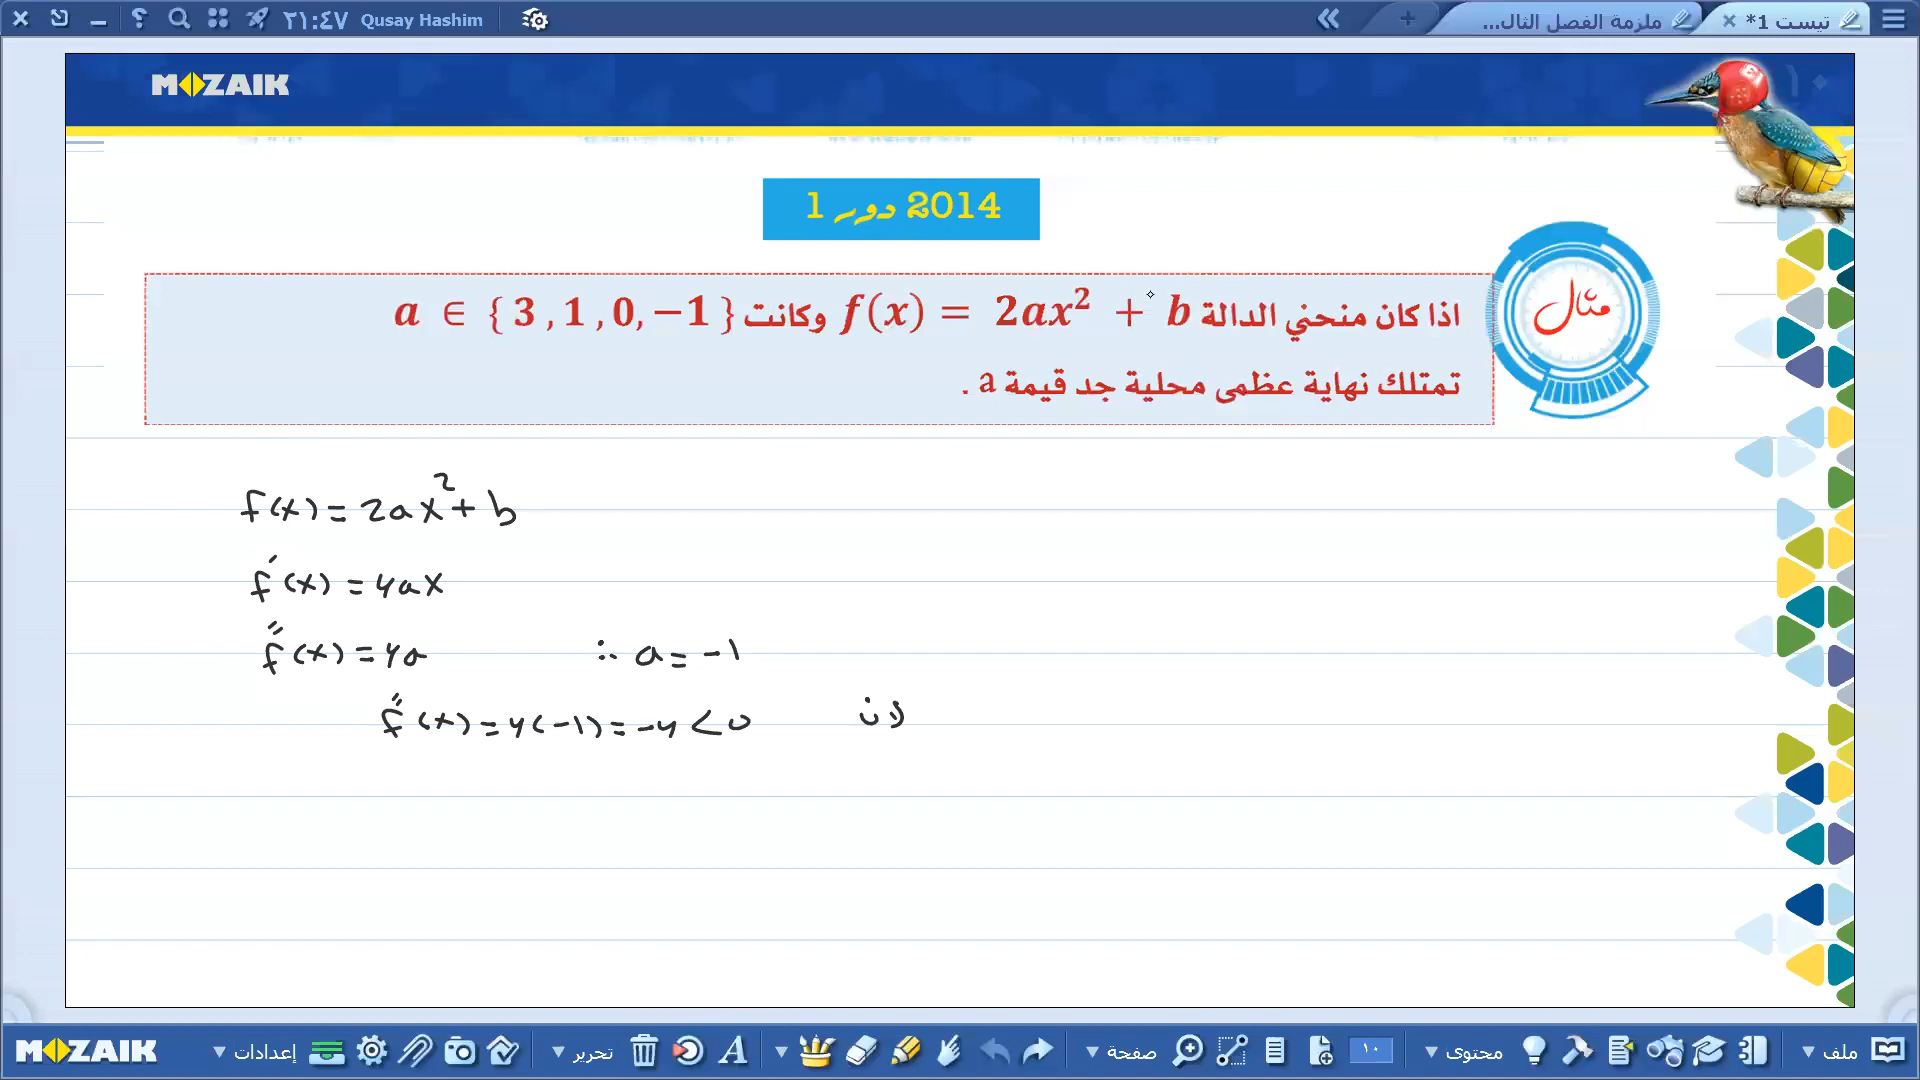 ٢١:٤٧ Qusay Hashim
ملزمة الفصل الثال...
تيست 1*
MOZAIK
2014 دور 1
مثال
اذا كان منحني الدالة f(x) = 2ax² + b وكانت a ∈ { 3 , 1 , 0, −1 }
تمتلك نهاية عظمى محلية جد قيمة a .
f(x) = 2ax² + b
f′(x) = 4ax
f″(x) = 4a ∴ a = -1
f″(x) = 4(-1) = -4 < 0 لان
MOZAIK
إعدادات
تحرير
صفحة
١٠
محتوى
ملف